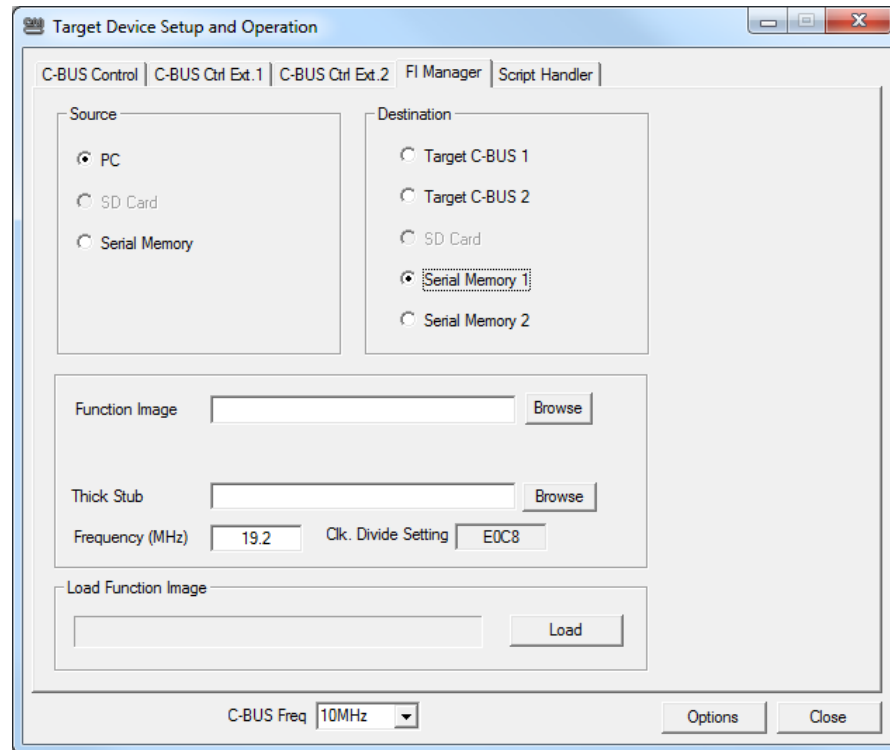 Target Device Setup and Operation
C-BUS Control C-BUS Ctrl Ext.1 C-BUS Ctrl Ext.2 FI Manager Script Handler
Source
PC
SD Card
Serial Memory
Destination
Target C-BUS 1
Target C-BUS 2
SD Card
Serial Memory 1
Serial Memory 2
Function Image Browse
Thick Stub Browse
Frequency (MHz) 19.2 Clk. Divide Setting E0C8
Load Function Image
Load
C-BUS Freq 10MHz Options Close